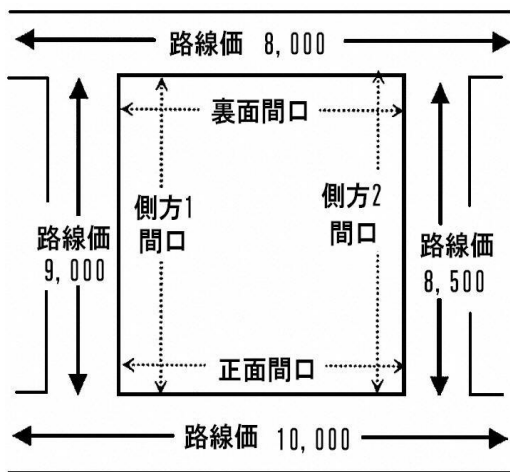 路線価 8,000
裏面間口
側方1
間口
側方2
間口
路線価
9,000
路線価
8,500
正面間口
路線価 10,000